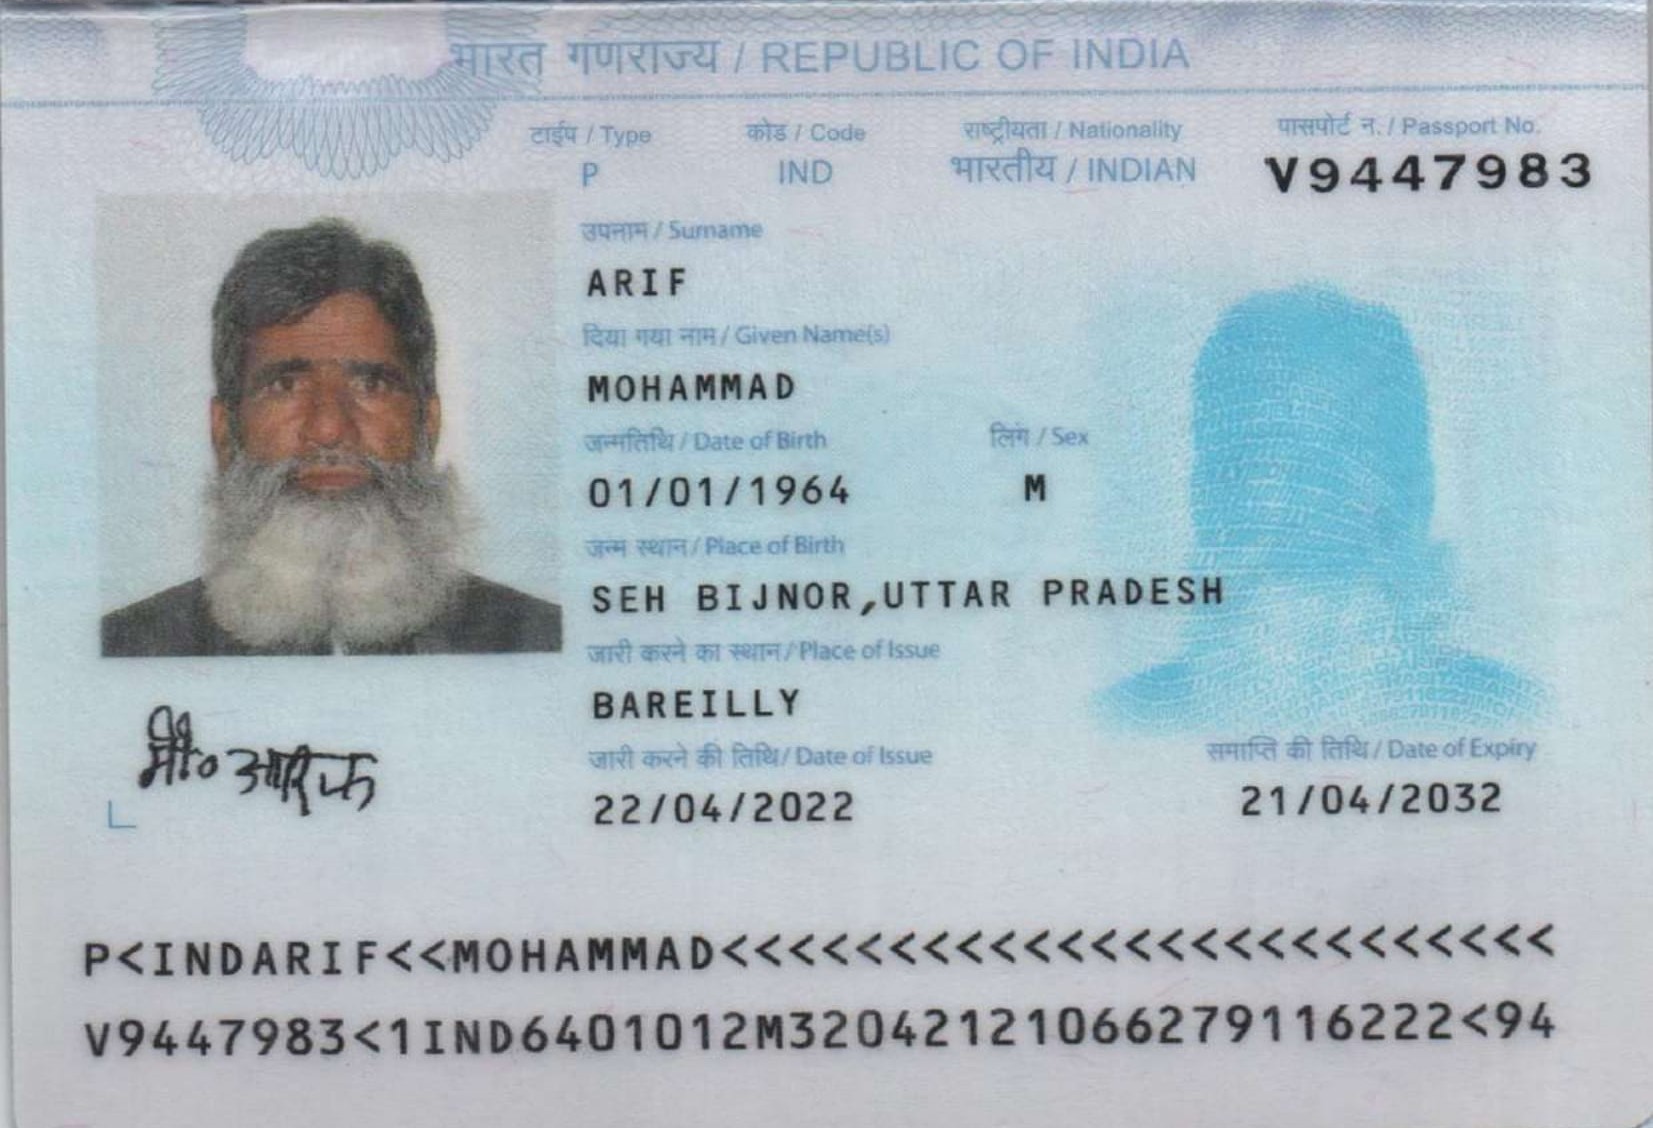 भारत गणराज्य / REPUBLIC OF INDIA
टाईप / Type कोड / Code राष्ट्रीयता / Nationality पासपोर्ट न. / Passport No.
P IND भारतीय / INDIAN V9447983
उपनाम / Surname
ARIF
दिया गया नाम / Given Name(s)
MOHAMMAD
जन्मतिथि / Date of Birth लिंग / Sex
01/01/1964 M
जन्म स्थान / Place of Birth
SEH BIJNOR,UTTAR PRADESH
जारी करने का स्थान / Place of Issue
BAREILLY
मौ० आरिफ
जारी करने की तिथि / Date of Issue समाप्ति की तिथि / Date of Expiry
22/04/2022 21/04/2032
P<INDARIF<<MOHAMMAD<<<<<<<<<<<<<<<<<<<<<<<<<
V9447983<1IND6401012M32042121066279116222<94